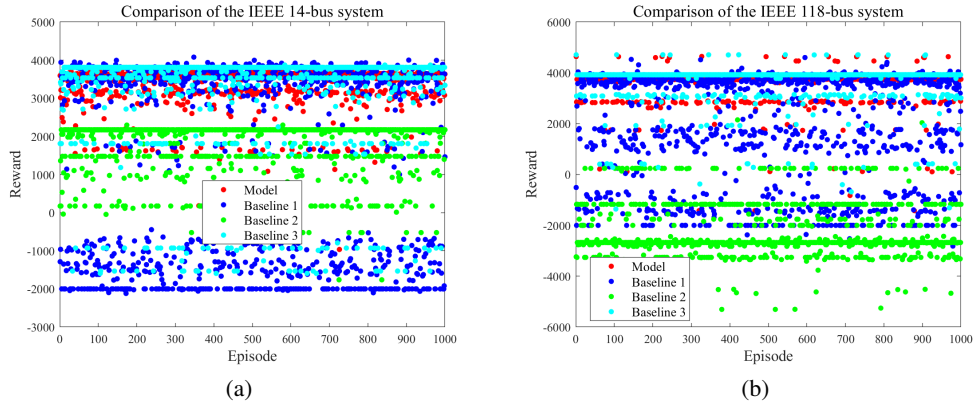 Comparison of the IEEE 14-bus system
5000
4000
3000
2000
1000
0
-1000
-2000
-3000
Reward
Model
Baseline 1
Baseline 2
Baseline 3
0 100 200 300 400 500 600 700 800 900 1000
Episode
(a)
Comparison of the IEEE 118-bus system
6000
4000
2000
0
-2000
-4000
-6000
Reward
Model
Baseline 1
Baseline 2
Baseline 3
0 100 200 300 400 500 600 700 800 900 1000
Episode
(b)